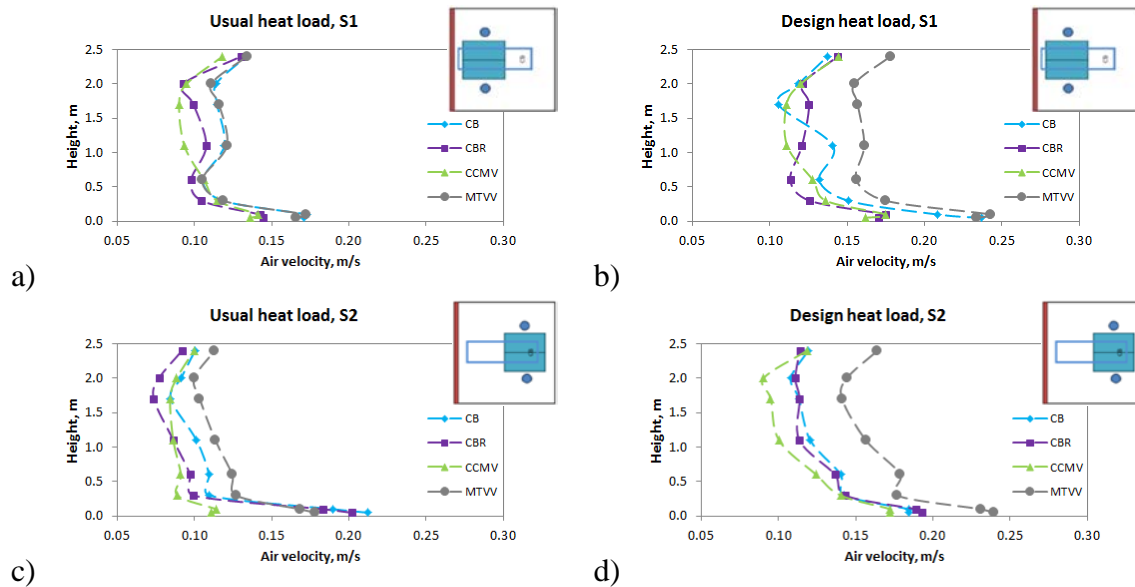 Usual heat load, S1
2.5
2.0
1.5
1.0
0.5
0.0
Height, m
0.05 0.10 0.15 0.20 0.25 0.30
Air velocity, m/s
CB
CBR
CCMV
MTVV
a)
Design heat load, S1
2.5
2.0
1.5
1.0
0.5
0.0
Height, m
0.05 0.10 0.15 0.20 0.25 0.30
Air velocity, m/s
CB
CBR
CCMV
MTVV
b)
Usual heat load, S2
2.5
2.0
1.5
1.0
0.5
0.0
Height, m
0.05 0.10 0.15 0.20 0.25 0.30
Air velocity, m/s
CB
CBR
CCMV
MTVV
c)
Design heat load, S2
2.5
2.0
1.5
1.0
0.5
0.0
Height, m
0.05 0.10 0.15 0.20 0.25 0.30
Air velocity, m/s
CB
CBR
CCMV
MTVV
d)